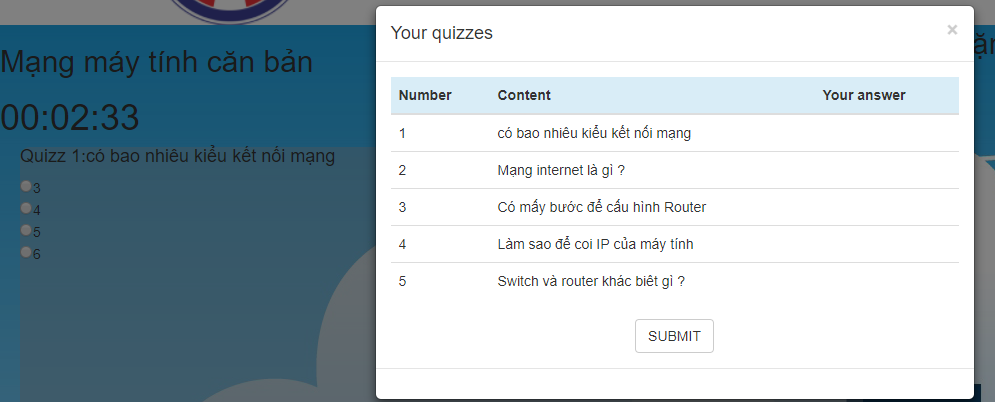 Mạng máy tính căn bản
00:02:33
Quizz 1:có bao nhiêu kiểu kết nối mạng
3
4
5
6
Your quizzes ×
Number Content Your answer
1 có bao nhiêu kiểu kết nối mạng
2 Mạng internet là gì ?
3 Có mấy bước để cấu hình Router
4 Làm sao để coi IP của máy tính
5 Switch và router khác biêt gì ?
SUBMIT